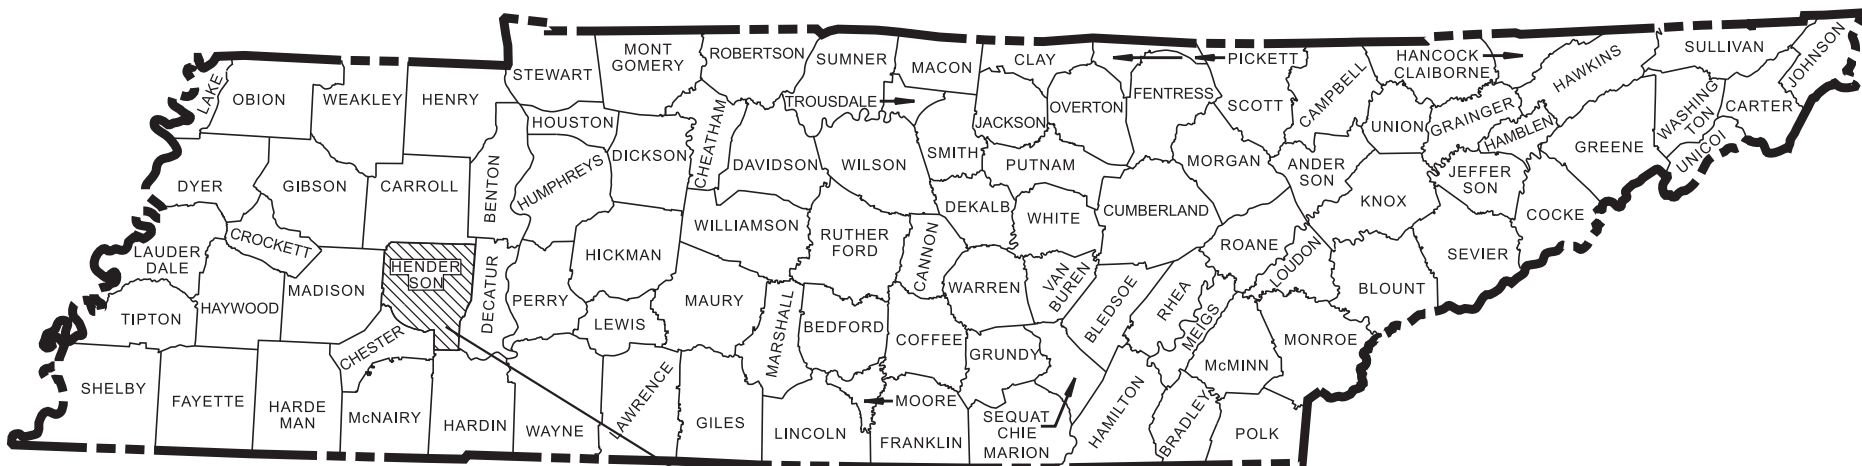 LAKE
OBION
WEAKLEY
HENRY
STEWART
MONT
GOMERY
ROBERTSON
SUMNER
MACON
CLAY
PICKETT
HANCOCK
CLAIBORNE
HAWKINS
SULLIVAN
JOHNSON
TROUSDALE
JACKSON
OVERTON
FENTRESS
SCOTT
CAMPBELL
UNION
GRAINGER
HAMBLEN
WASHING
TON
CARTER
UNICOI
GREENE
HOUSTON
DICKSON
CHEATHAM
DAVIDSON
WILSON
SMITH
PUTNAM
MORGAN
ANDER
SON
KNOX
JEFFER
SON
COCKE
DYER
GIBSON
CARROLL
BENTON
HUMPHREYS
WILLIAMSON
RUTHER
FORD
CANNON
DEKALB
WHITE
CUMBERLAND
ROANE
LOUDON
BLOUNT
SEVIER
LAUDER
DALE
CROCKETT
HAYWOOD
MADISON
HENDER
SON
DECATUR
PERRY
HICKMAN
LEWIS
MAURY
MARSHALL
BEDFORD
COFFEE
WARREN
VAN
BUREN
BLEDSOE
RHEA
MEIGS
McMINN
MONROE
TIPTON
SHELBY
FAYETTE
HARDE
MAN
CHESTER
McNAIRY
HARDIN
WAYNE
LAWRENCE
GILES
LINCOLN
MOORE
FRANKLIN
GRUNDY
SEQUAT
CHIE
MARION
HAMILTON
BRADLEY
POLK